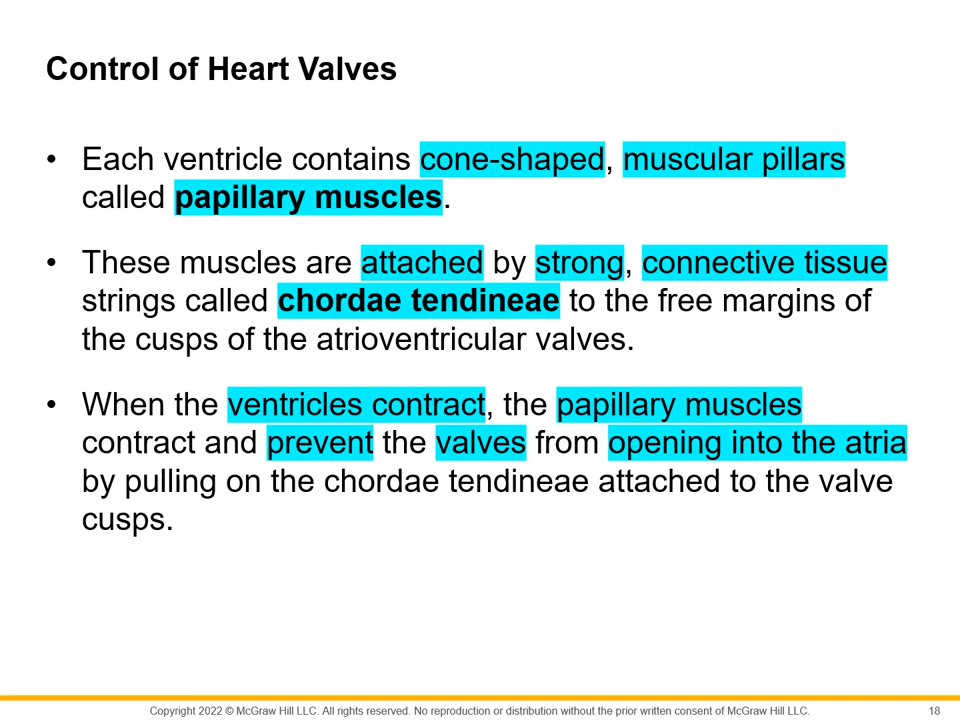 Control of Heart Valves
• Each ventricle contains cone-shaped, muscular pillars
called papillary muscles.
• These muscles are attached by strong, connective tissue
strings called chordae tendineae to the free margins of
the cusps of the atrioventricular valves.
• When the ventricles contract, the papillary muscles
contract and prevent the valves from opening into the atria
by pulling on the chordae tendineae attached to the valve
cusps.
Copyright 2022 © McGraw Hill LLC. All rights reserved. No reproduction or distribution without the prior written consent of McGraw Hill LLC.
18